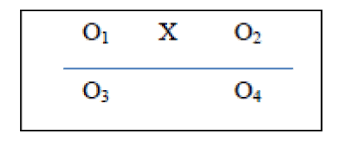 O₁ X O₂
O₃ O₄